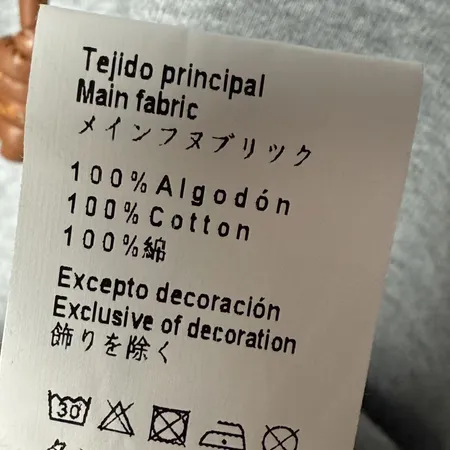 Tejido principal
Main fabric
メインフヌブリック
100% Algodón
100% Cotton
100%綿
Excepto decoración
Exclusive of decoration
飾りを除く
30°